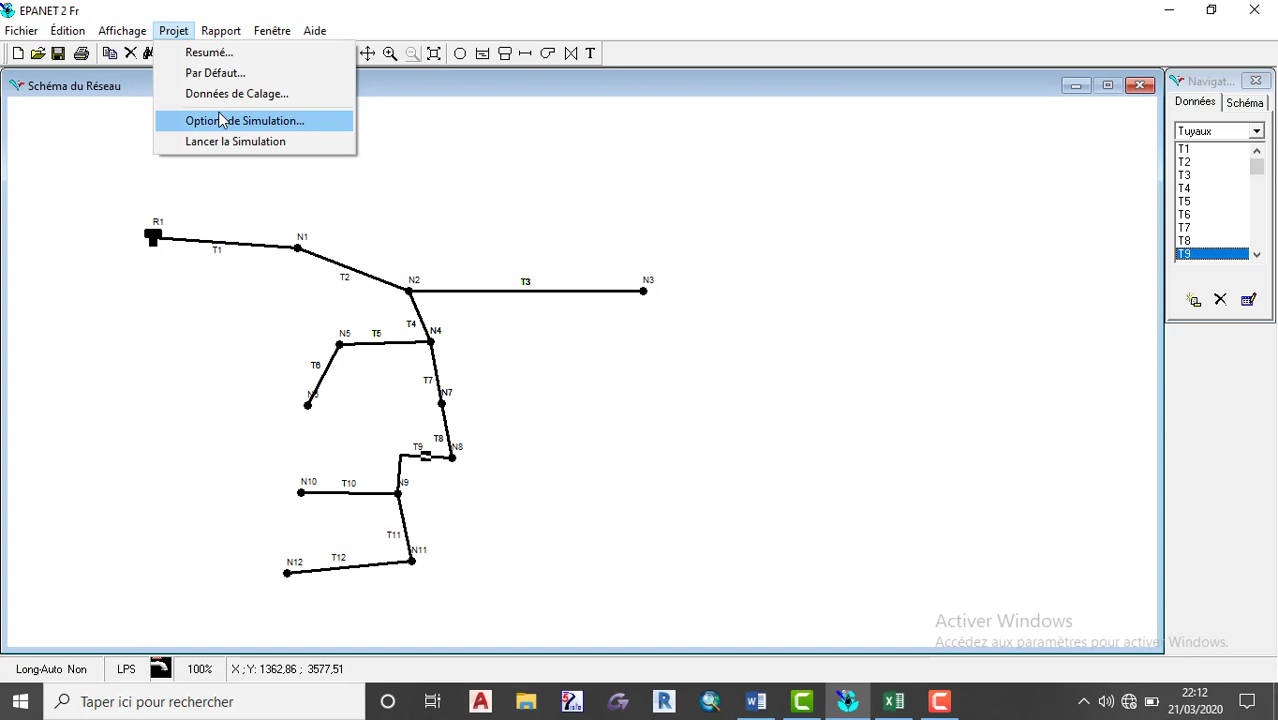 EPANET 2 Fr
Fichier Édition Affichage Projet Rapport Fenêtre Aide
T
Schéma du Réseau
Resumé...
Par Défaut...
Données de Calage...
Options de Simulation...
Lancer la Simulation
Navigat...
Données Schéma
Tuyaux
T1
T2
T3
T4
T5
T6
T7
T8
T9
R1
T1
N1
T2
N2
T3
N3
T4
N4
N5
T5
T6
T7
N7
T8
N8
T9
N10
T10
N9
T11
N11
N12
T12
Activer Windows
Accédez aux paramètres pour activer Windows.
Long-Auto Non LPS 100% X ; Y: 1362,86 ; 3577,51
Taper ici pour rechercher
22:12
21/03/2020